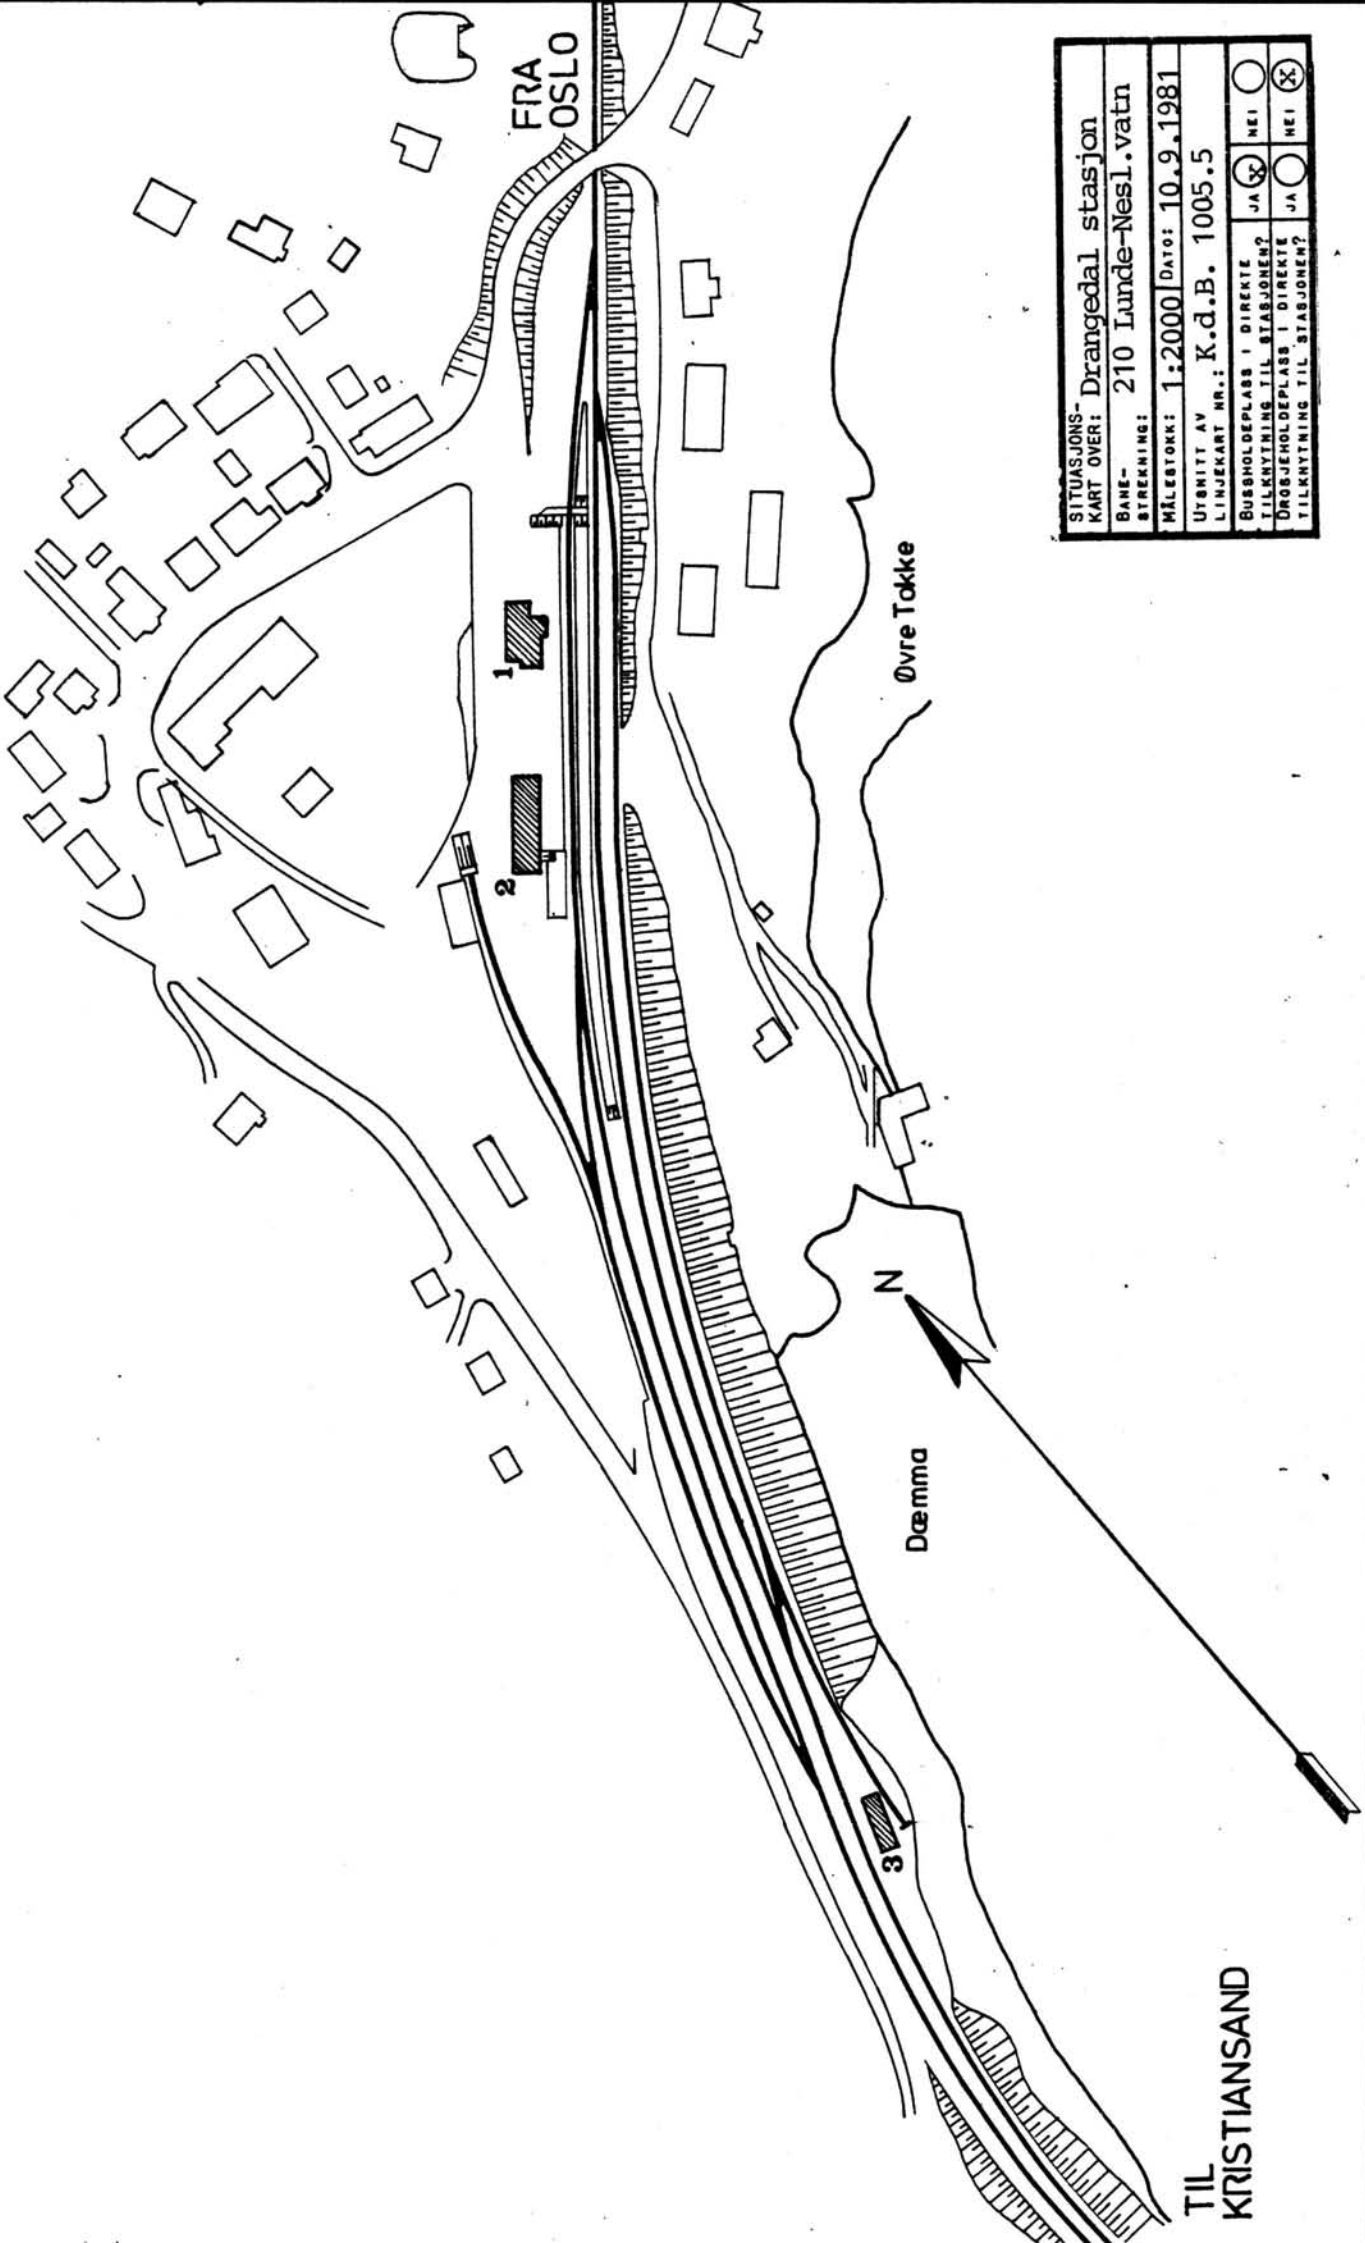 FRA
OSLO
1
2
3
Øvre Tokke
N
Dæmma
TIL
KRISTIANSAND
SITUASJONS-
KART OVER: Drangedal stasjon
BANE-
STREKNING: 210 Lunde-Nesl.vatn
MÅLESTOKK: 1:2000 DATO: 10.9.1981
UTSNITT AV
LINJEKART NR.: K.d.B. 1005.5
BUSSHOLDEPLASS I DIREKTE
TILKNYTNING TIL STASJONEN? JA X NEI
DROSJEHOLDEPLASS I DIREKTE
TILKNYTNING TIL STASJONEN? JA NEI X